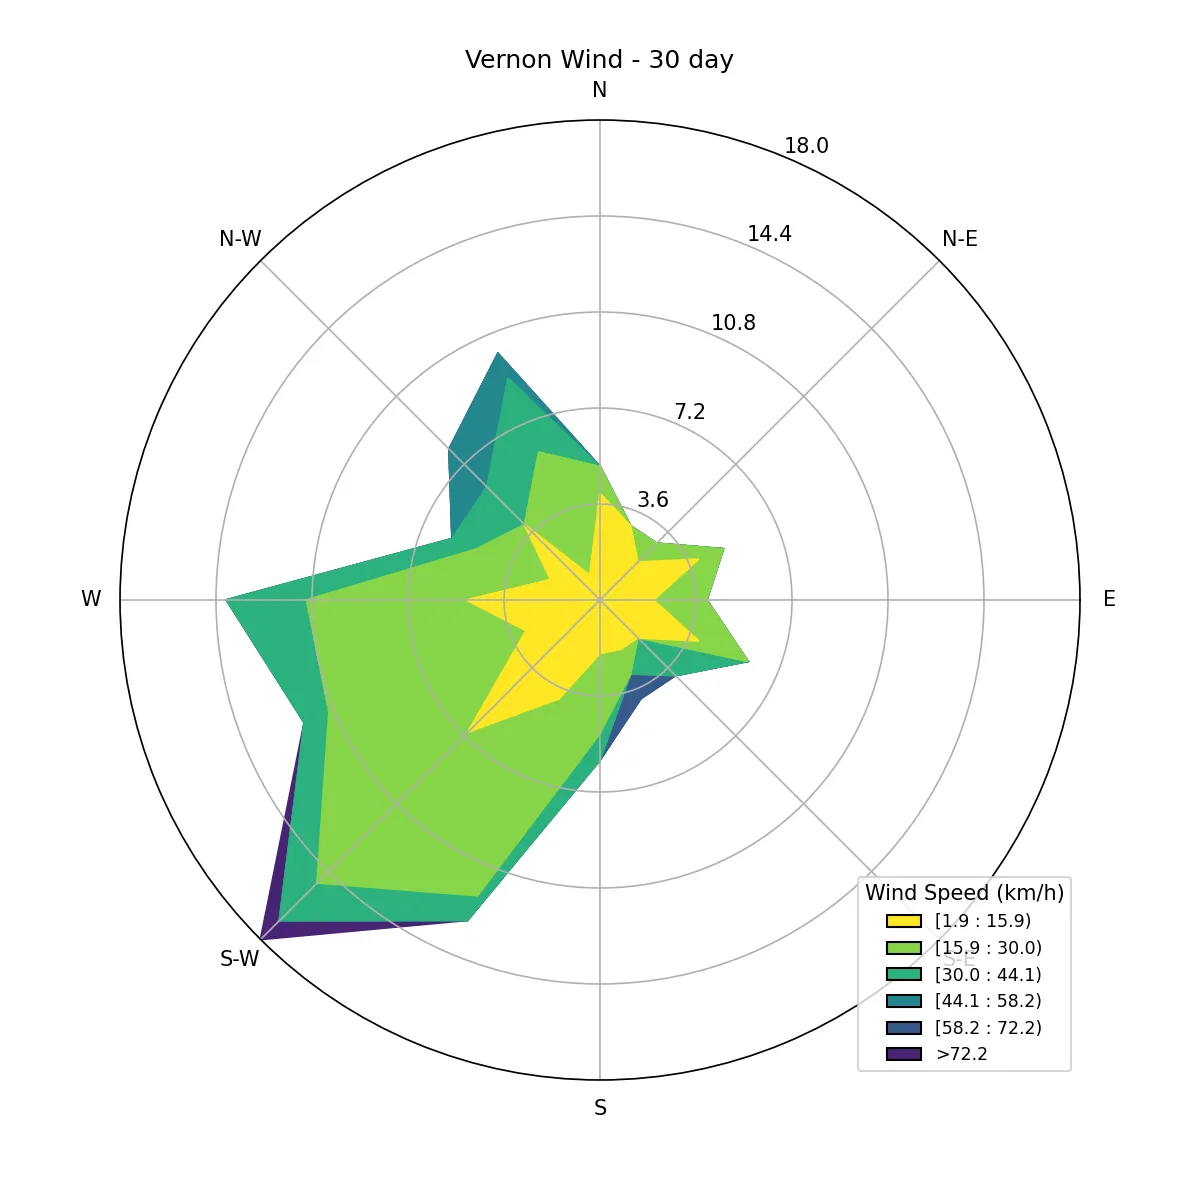 Vernon Wind - 30 day
N
18.0
N-W
14.4
N-E
10.8
7.2
3.6
W
E
S-W
S-E
Wind Speed (km/h)
[1.9 : 15.9)
[15.9 : 30.0)
[30.0 : 44.1)
[44.1 : 58.2)
[58.2 : 72.2)
>72.2
S